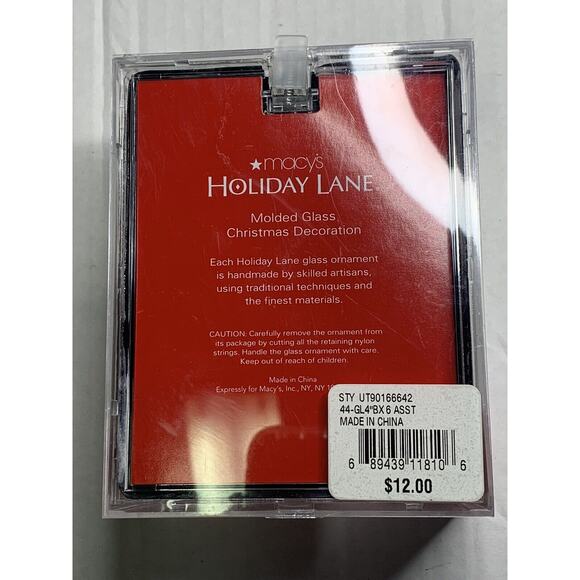 macy's
HOLIDAY LANE
Molded Glass
Christmas Decoration
Each Holiday Lane glass ornament
is handmade by skilled artisans,
using traditional techniques and
the finest materials.
CAUTION: Carefully remove the ornament from
its package by cutting all the retaining nylon
strings. Handle the glass ornament with care.
Keep out of reach of children.
Made in China
Expressly for Macy's, Inc., NY, NY
STY UT90166642
44-GL4"BX 6 ASST
MADE IN CHINA
6 89439 11810 6
$12.00